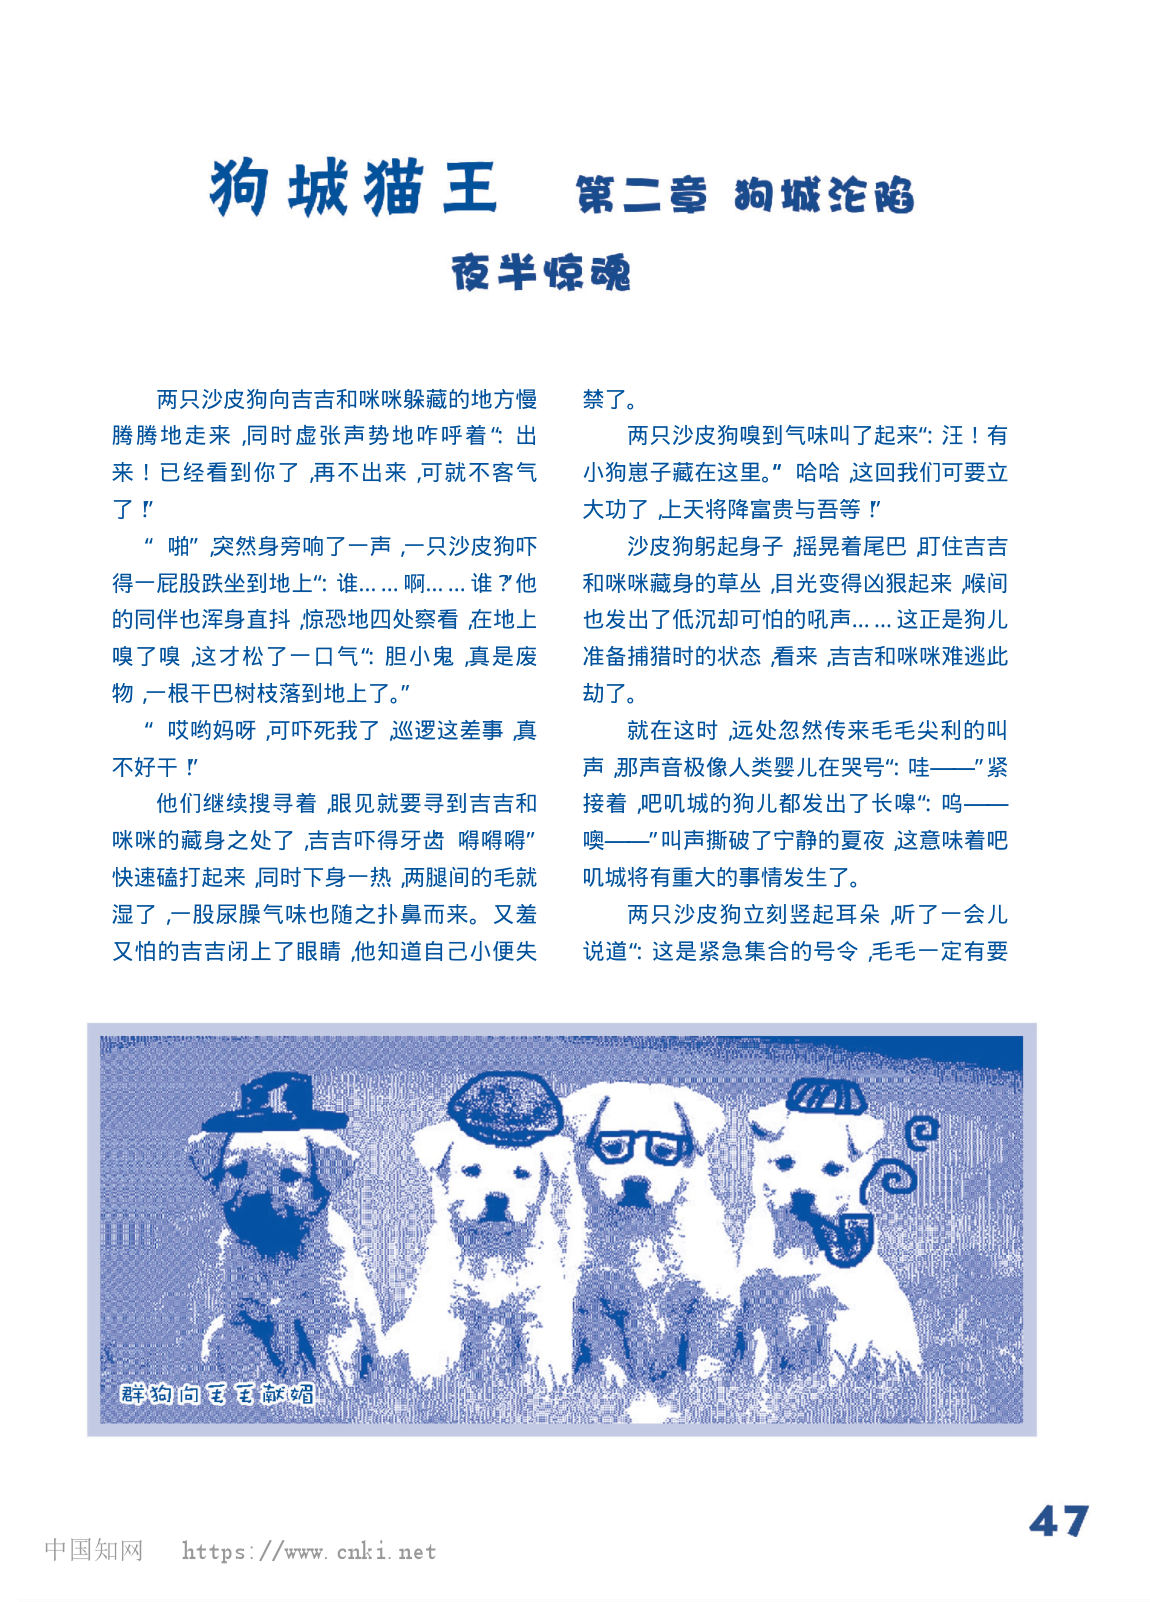 狗城猫王 第二章 狗城沦陷
夜半惊魂
两只沙皮狗向吉吉和咪咪躲藏的地方慢
腾腾地走来,同时虚张声势地咋呼着“:出
来!已经看到你了,再不出来,可就不客气
了!”
“啪”,突然身旁响了一声,一只沙皮狗吓
得一屁股跌坐到地上“:谁……啊……谁?”他
的同伴也浑身直抖,惊恐地四处察看,在地上
嗅了嗅,这才松了一口气“:胆小鬼,真是废
物,一根干巴树枝落到地上了。”
“哎哟妈呀,可吓死我了,巡逻这差事,真
不好干!”
他们继续搜寻着,眼见就要寻到吉吉和
咪咪的藏身之处了,吉吉吓得牙齿 嘚嘚嘚”
快速磕打起来,同时下身一热,两腿间的毛就
湿了,一股尿臊气味也随之扑鼻而来。又羞
又怕的吉吉闭上了眼睛,他知道自己小便失
禁了。
两只沙皮狗嗅到气味叫了起来“:汪!有
小狗崽子藏在这里。”“哈哈,这回我们可要立
大功了,上天将降富贵与吾等!”
沙皮狗躬起身子,摇晃着尾巴,盯住吉吉
和咪咪藏身的草丛,目光变得凶狠起来,喉间
也发出了低沉却可怕的吼声……这正是狗儿
准备捕猎时的状态,看来,吉吉和咪咪难逃此
劫了。
就在这时,远处忽然传来毛毛尖利的叫
声,那声音极像人类婴儿在哭号“:哇——”紧
接着,吧叽城的狗儿都发出了长嗥“:呜——
噢——”叫声撕破了宁静的夏夜,这意味着吧
叽城将有重大的事情发生了。
两只沙皮狗立刻竖起耳朵,听了一会儿
说道“:这是紧急集合的号令,毛毛一定有要
群狗向毛毛献媚
47
中国知网 https://www.cnki.net